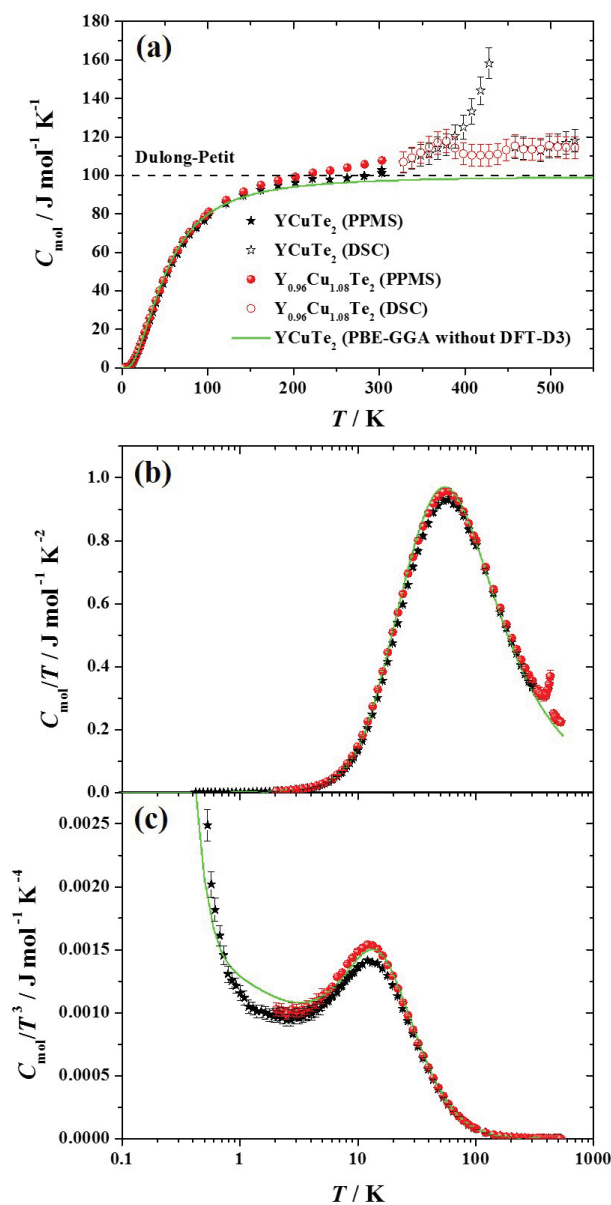 (a)
180
160
140
120
100
80
60
40
20
0
C_mol / J mol⁻¹ K⁻¹
Dulong-Petit
YCuTe₂ (PPMS)
YCuTe₂ (DSC)
Y₀.₉₆Cu₁.₀₈Te₂ (PPMS)
Y₀.₉₆Cu₁.₀₈Te₂ (DSC)
YCuTe₂ (PBE-GGA without DFT-D3)
0 100 200 300 400 500
T / K
(b)
1.0
0.8
0.6
0.4
0.2
0.0
C_mol/T / J mol⁻¹ K⁻²
(c)
0.0025
0.0020
0.0015
0.0010
0.0005
0.0000
C_mol/T³ / J mol⁻¹ K⁻⁴
0.1 1 10 100 1000
T / K